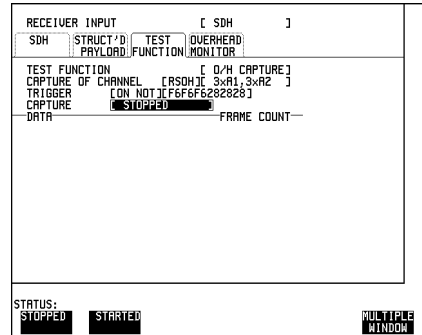 RECEIVER INPUT [ SDH ]
SDH STRUCT'D PAYLOAD TEST FUNCTION OVERHEAD MONITOR
TEST FUNCTION [ O/H CAPTURE]
CAPTURE OF CHANNEL [RSOH][ 3xA1,3xA2 ]
TRIGGER [ON NOT][F6F6F6282828]
CAPTURE [ STOPPED ]
DATA FRAME COUNT
STATUS:
STOPPED STARTED MULTIPLE WINDOW